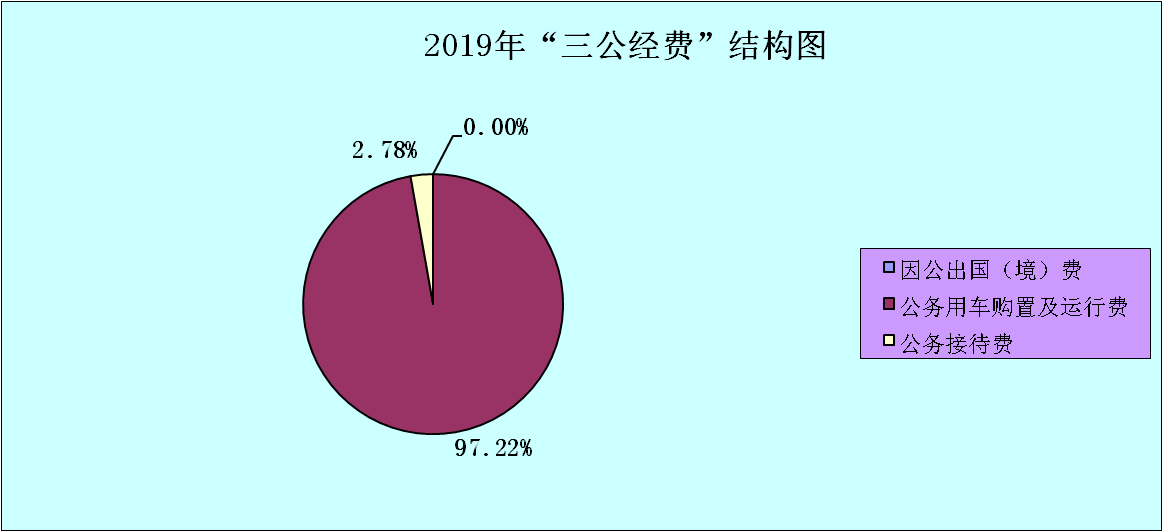 2019年“三公经费”结构图
0.00%
2.78%
97.22%
因公出国（境）费
公务用车购置及运行费
公务接待费